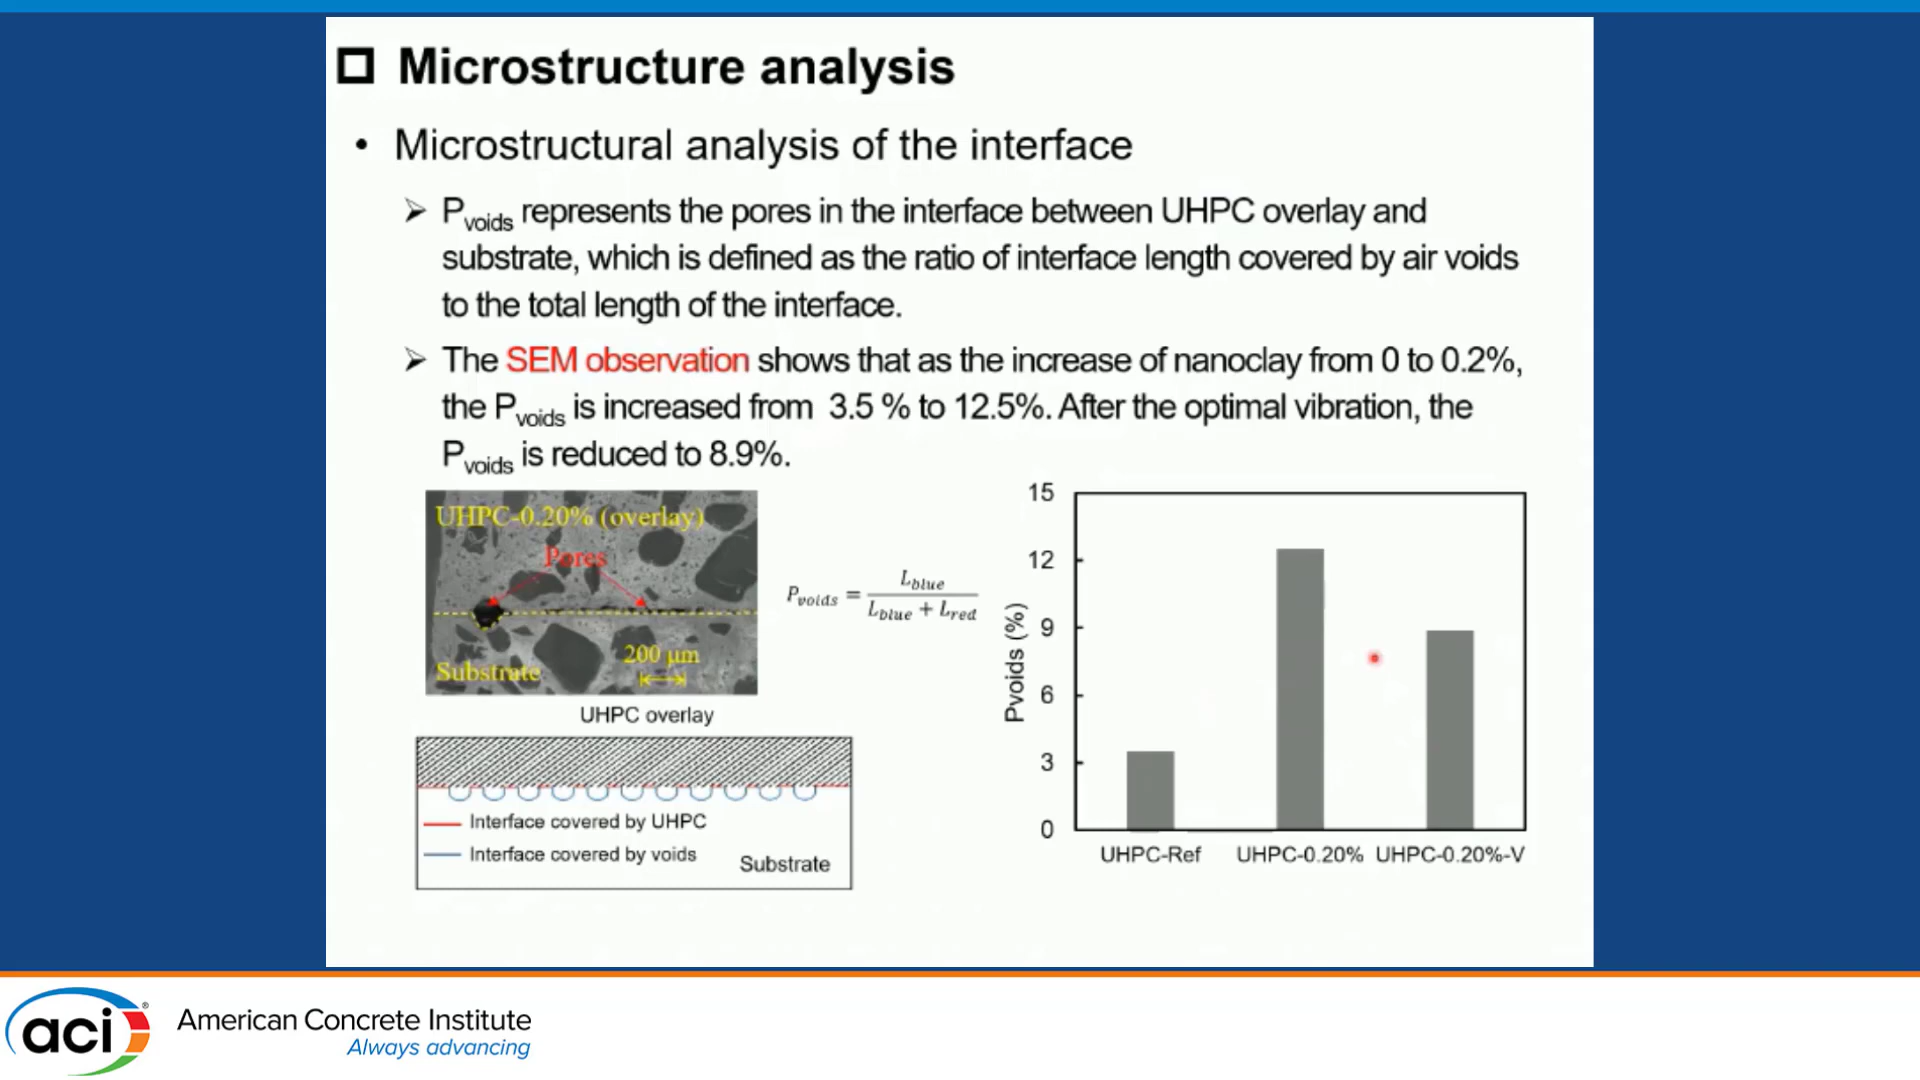 Microstructure analysis
• Microstructural analysis of the interface
➢ Pvoids represents the pores in the interface between UHPC overlay and
substrate, which is defined as the ratio of interface length covered by air voids
to the total length of the interface.
➢ The SEM observation shows that as the increase of nanoclay from 0 to 0.2%,
the Pvoids is increased from 3.5 % to 12.5%. After the optimal vibration, the
Pvoids is reduced to 8.9%.
UHPC-0.20% (overlay)
Pores
200 μm
Substrate
UHPC overlay
Interface covered by UHPC
Interface covered by voids
Substrate
Pvoids = Lblue / Lblue + Lred
Pvoids (%)
15
12
9
6
3
0
UHPC-Ref UHPC-0.20% UHPC-0.20%-V
aci®
American Concrete Institute
Always advancing